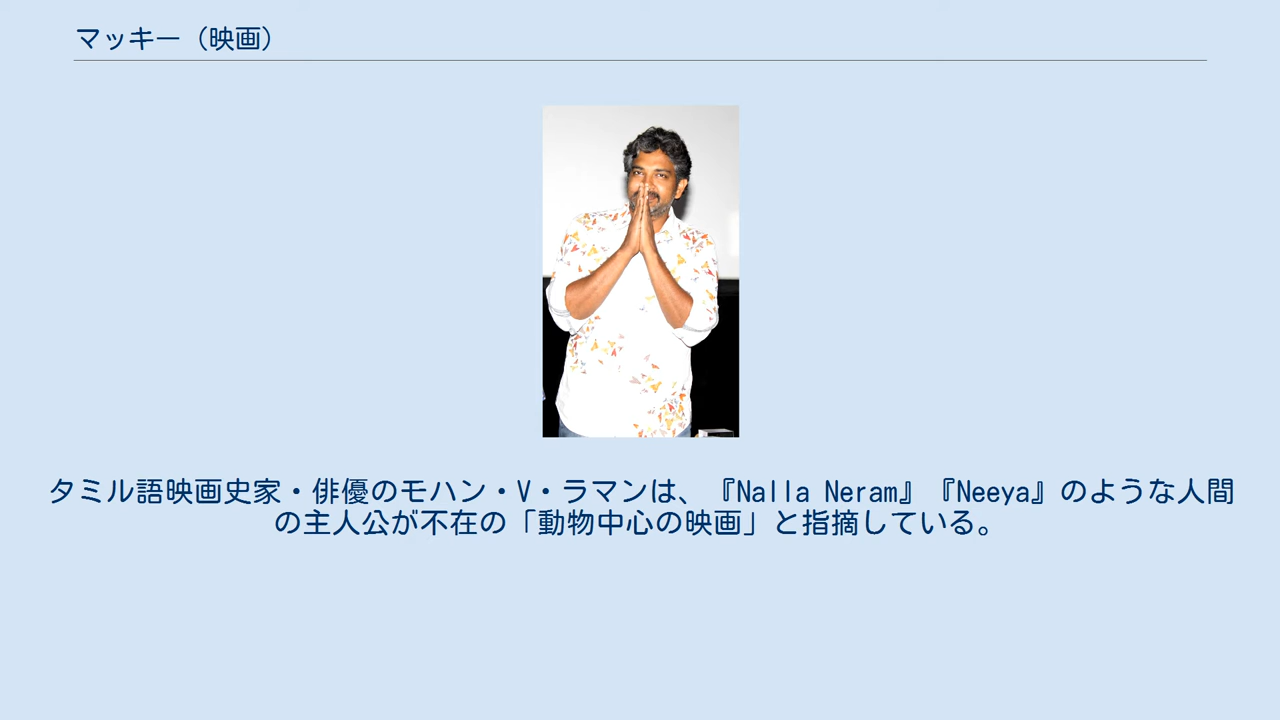 マッキー（映画）
タミル語映画史家・俳優のモハン・V・ラマンは、『Nalla Neram』『Neeya』のような人間
の主人公が不在の「動物中心の映画」と指摘している。